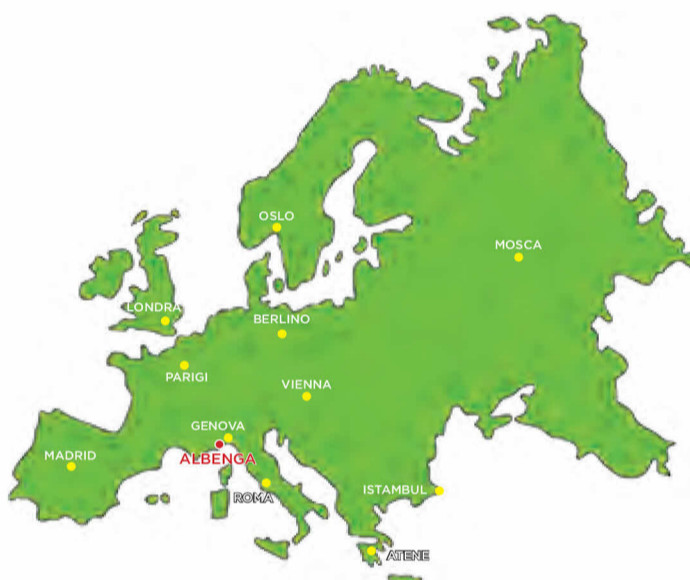 OSLO
MOSCA
LONDRA
BERLINO
PARIGI
VIENNA
GENOVA
MADRID
ALBENGA
ISTAMBUL
ROMA
ATENE